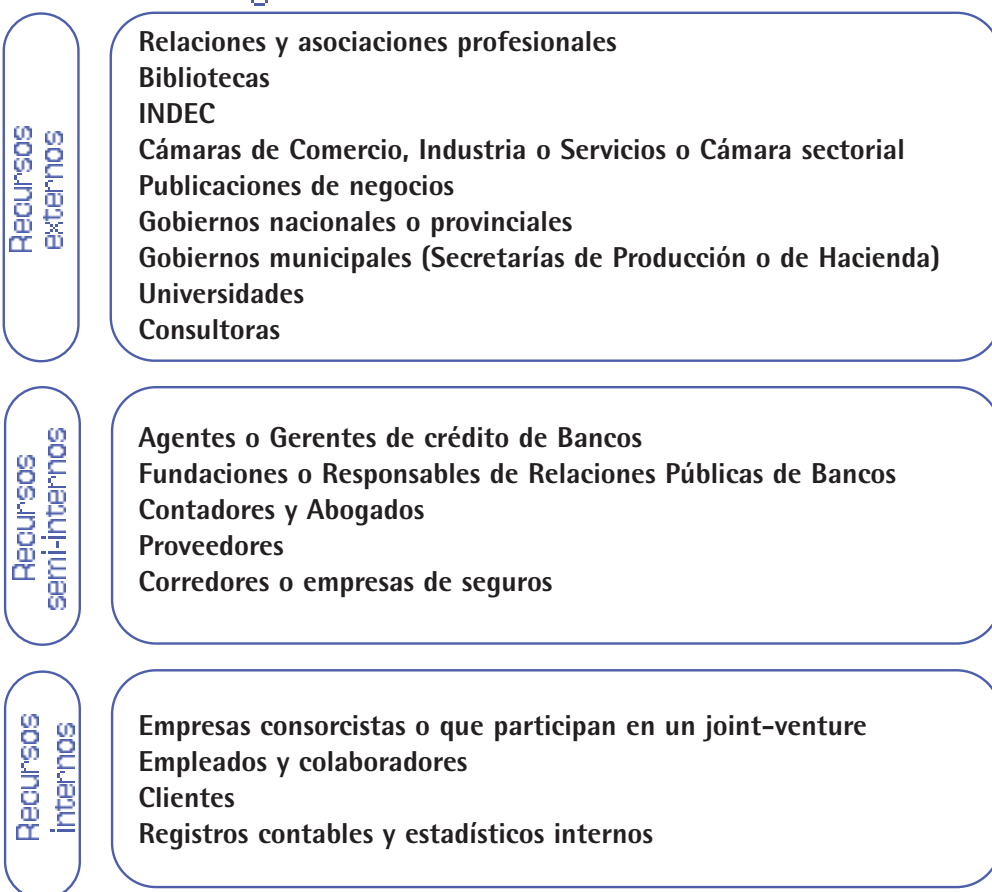 Recursos
externos
Relaciones y asociaciones profesionales
Bibliotecas
INDEC
Cámaras de Comercio, Industria o Servicios o Cámara sectorial
Publicaciones de negocios
Gobiernos nacionales o provinciales
Gobiernos municipales (Secretarías de Producción o de Hacienda)
Universidades
Consultoras
Recursos
semi-internos
Agentes o Gerentes de crédito de Bancos
Fundaciones o Responsables de Relaciones Públicas de Bancos
Contadores y Abogados
Proveedores
Corredores o empresas de seguros
Recursos
internos
Empresas consorcistas o que participan en un joint-venture
Empleados y colaboradores
Clientes
Registros contables y estadísticos internos